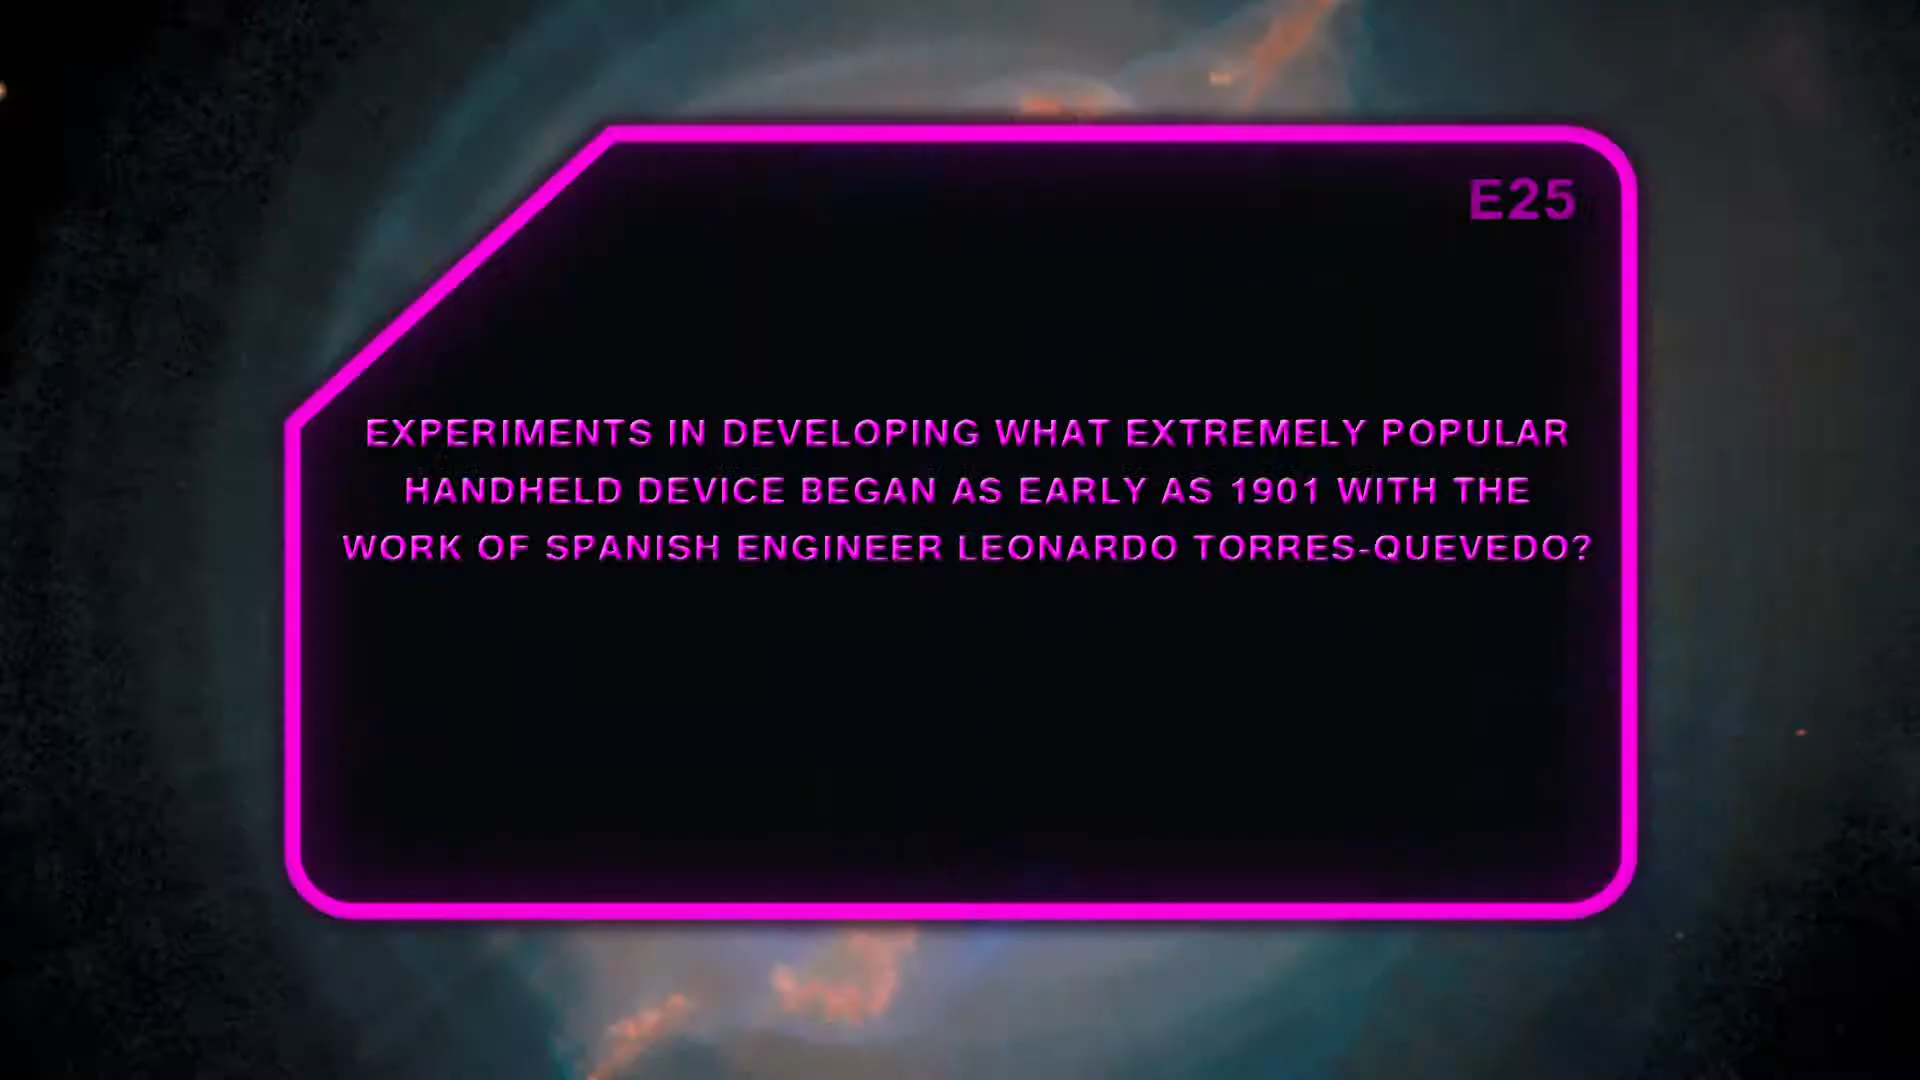 E25
EXPERIMENTS IN DEVELOPING WHAT EXTREMELY POPULAR
HANDHELD DEVICE BEGAN AS EARLY AS 1901 WITH THE
WORK OF SPANISH ENGINEER LEONARDO TORRES-QUEVEDO?